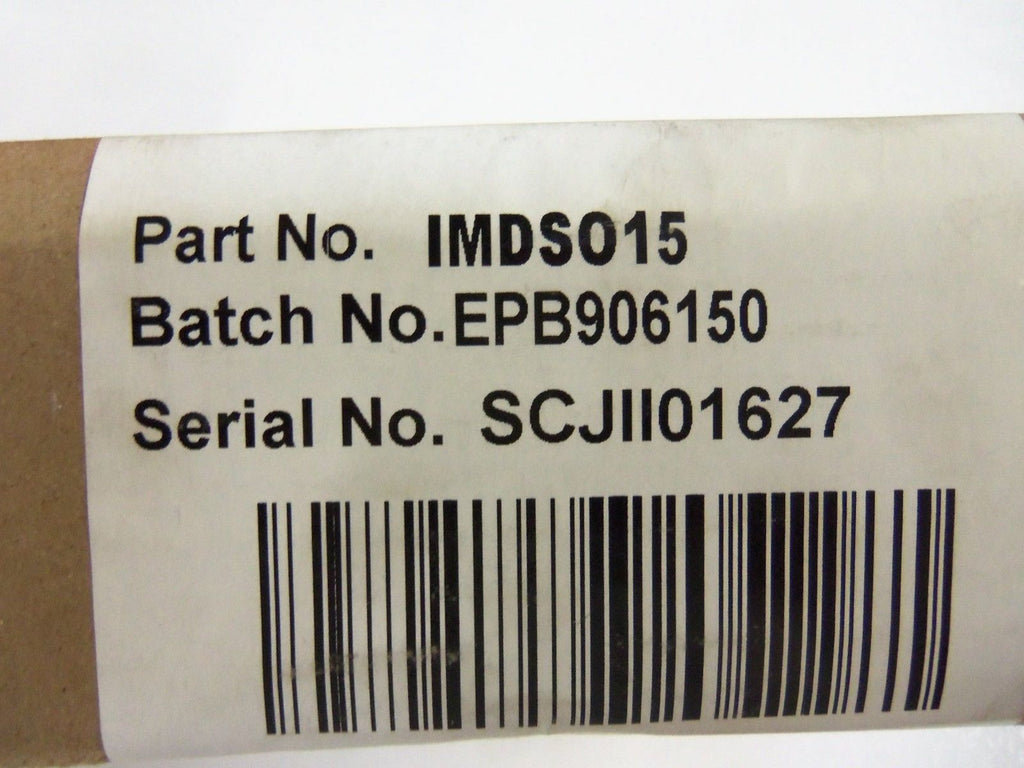 Part No. IMDSO15
Batch No.EPB906150
Serial No. SCJII01627